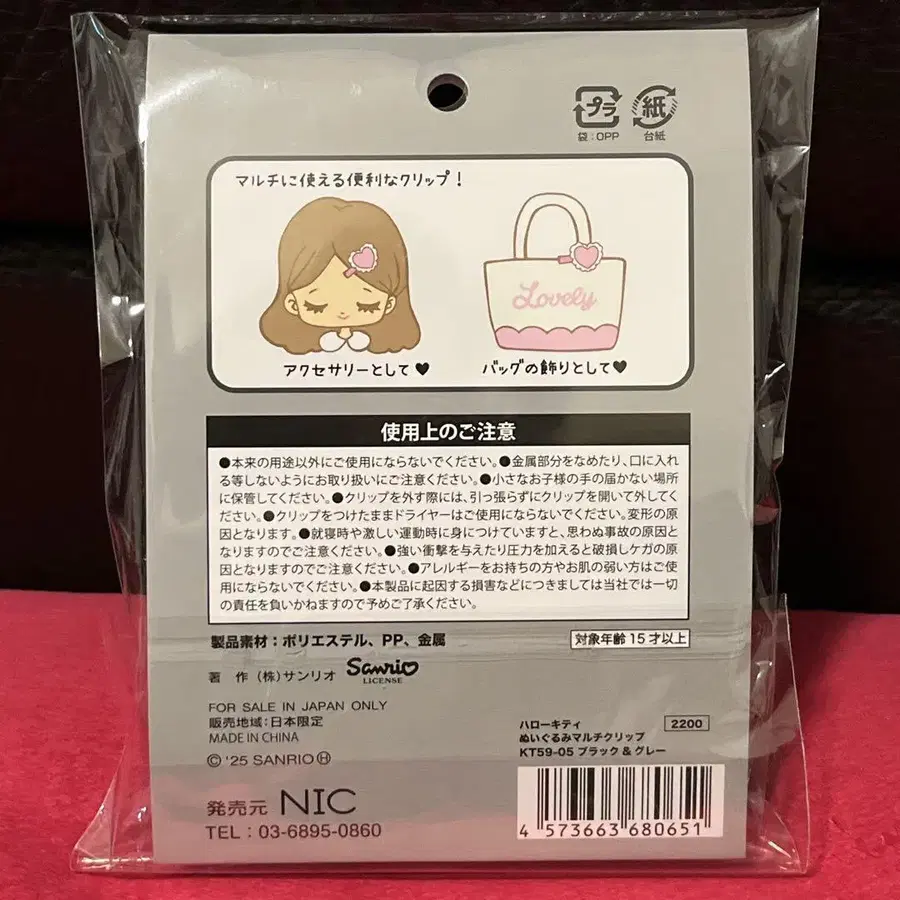 プラ
袋：OPP
紙
台紙
マルチに使える便利なクリップ！
Lovely
アクセサリーとして♥
バッグの飾りとして♥
使用上のご注意
●本来の用途以外にご使用にならないでください。●金属部分をなめたり、口に入れ
る等しないようにお取り扱いにご注意ください。●小さなお子様の手の届かない場所
に保管してください。●クリップを外す際には、引っ張らずにクリップを開いて外してく
ださい。●クリップをつけたままドライヤーはご使用にならないでください。変形の原
因となります。●就寝時や激しい運動時に身につけていますと、思わぬ事故の原因と
なりますのでご注意ください。●強い衝撃を与えたり圧力を加えると破損しケガの原
因となりますのでご注意ください。●アレルギーをお持ちの方やお肌の弱い方はご使
用にならないでください。●本製品に起因する損害などにつきましては当社では一切
の責任を負いかねますので予めご了承ください。
製品素材：ポリエステル、PP、金属
対象年齢15才以上
著　作（株）サンリオ Sanrio
LICENSE
FOR SALE IN JAPAN ONLY
販売地域：日本限定
MADE IN CHINA
© '25 SANRIO Ⓗ
発売元 NIC
TEL : 03-6895-0860
ハローキティ
2200
ぬいぐるみマルチクリップ
KT59-05 ブラック＆グレー
4 573663 680651